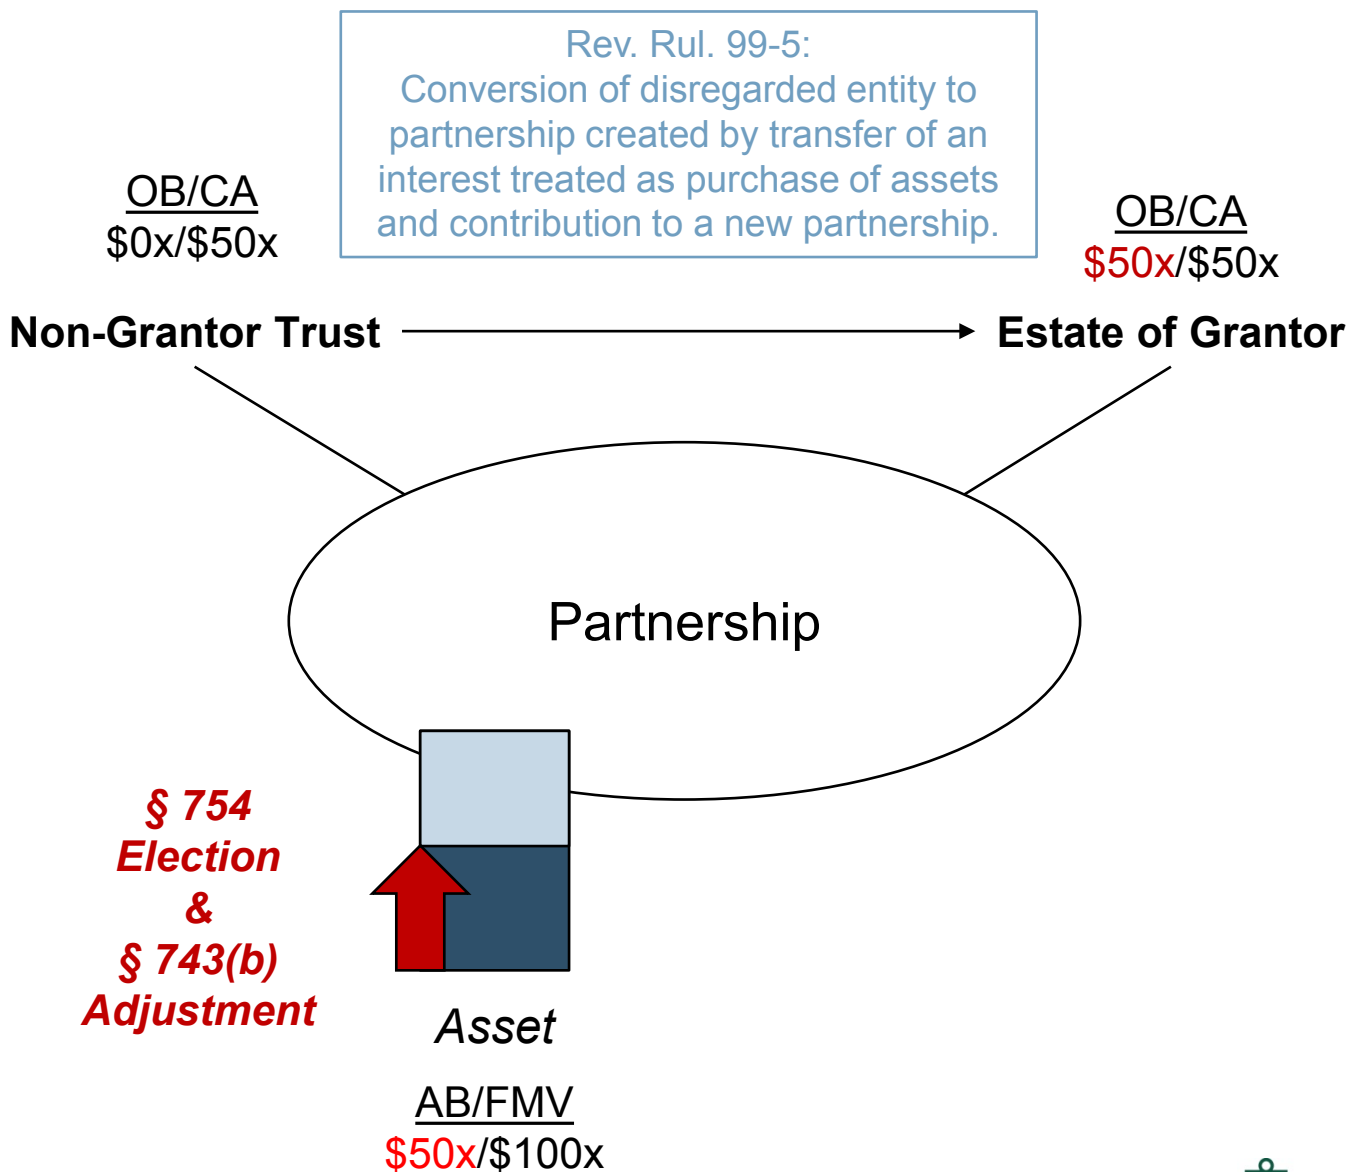 Rev. Rul. 99-5:
Conversion of disregarded entity to
partnership created by transfer of an
interest treated as purchase of assets
and contribution to a new partnership.
OB/CA
$0x/$50x
OB/CA
$50x/$50x
Non-Grantor Trust
Estate of Grantor
Partnership
§ 754
Election
&
§ 743(b)
Adjustment
Asset
AB/FMV
$50x/$100x